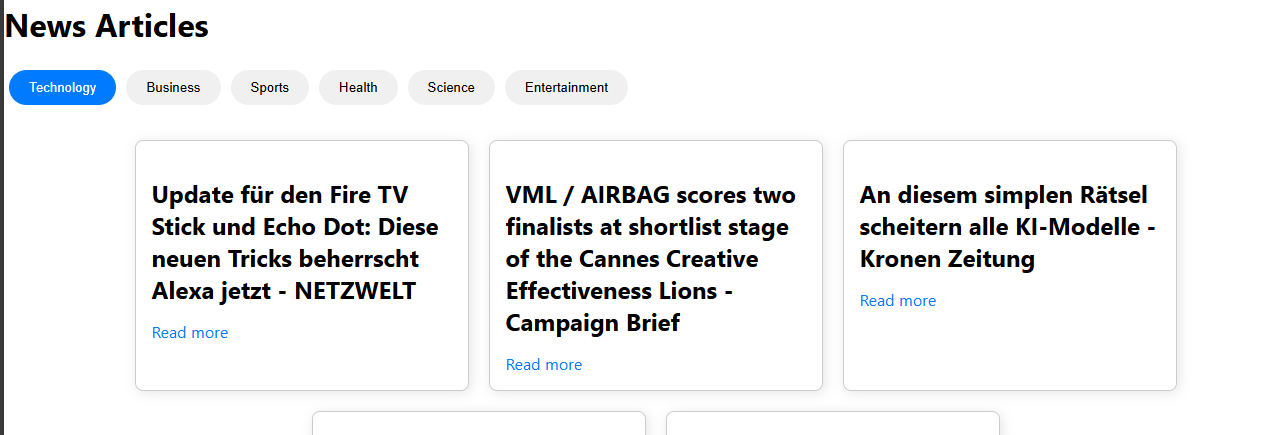 News Articles
Technology
Business
Sports
Health
Science
Entertainment
Update für den Fire TV
Stick und Echo Dot: Diese
neuen Tricks beherrscht
Alexa jetzt - NETZWELT
Read more
VML / AIRBAG scores two
finalists at shortlist stage
of the Cannes Creative
Effectiveness Lions -
Campaign Brief
Read more
An diesem simplen Rätsel
scheitern alle KI-Modelle -
Kronen Zeitung
Read more